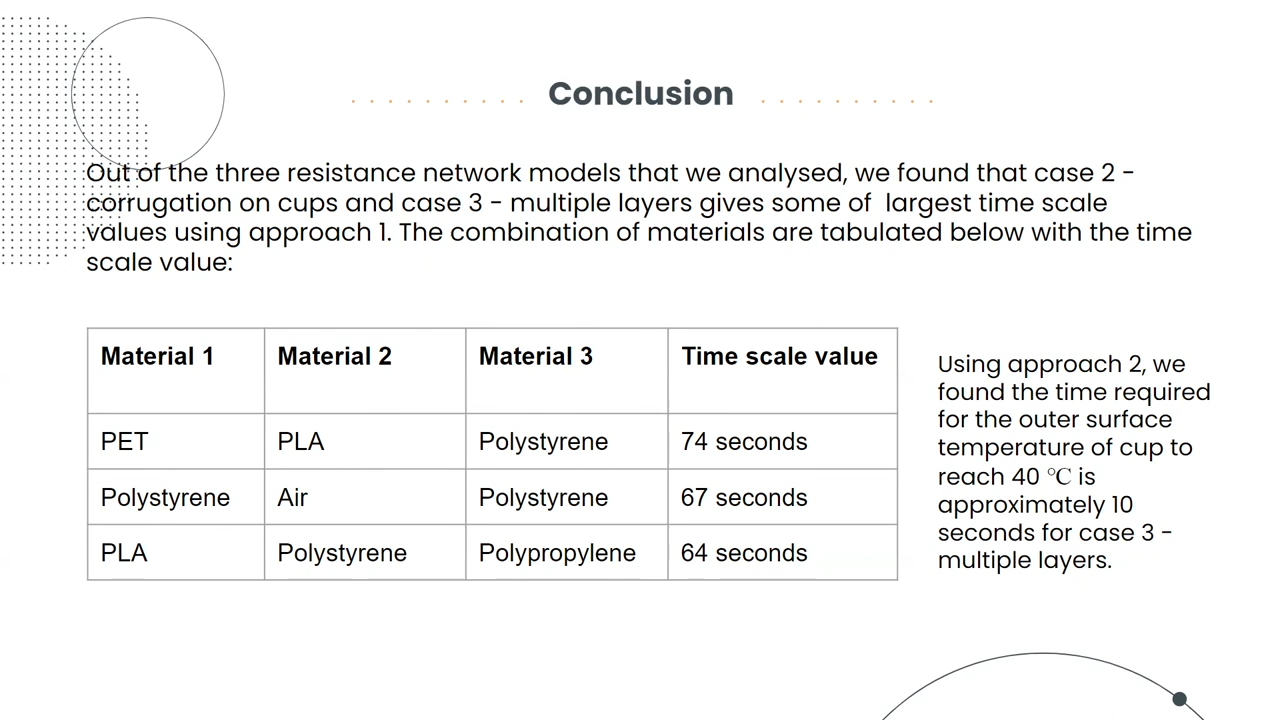 Conclusion
Out of the three resistance network models that we analysed, we found that case 2 -
corrugation on cups and case 3 - multiple layers gives some of  largest time scale
values using approach 1. The combination of materials are tabulated below with the time
scale value:
Material 1 Material 2 Material 3 Time scale value
PET PLA Polystyrene 74 seconds
Polystyrene Air Polystyrene 67 seconds
PLA Polystyrene Polypropylene 64 seconds
Using approach 2, we
found the time required
for the outer surface
temperature of cup to
reach 40 ℃ is
approximately 10
seconds for case 3 -
multiple layers.